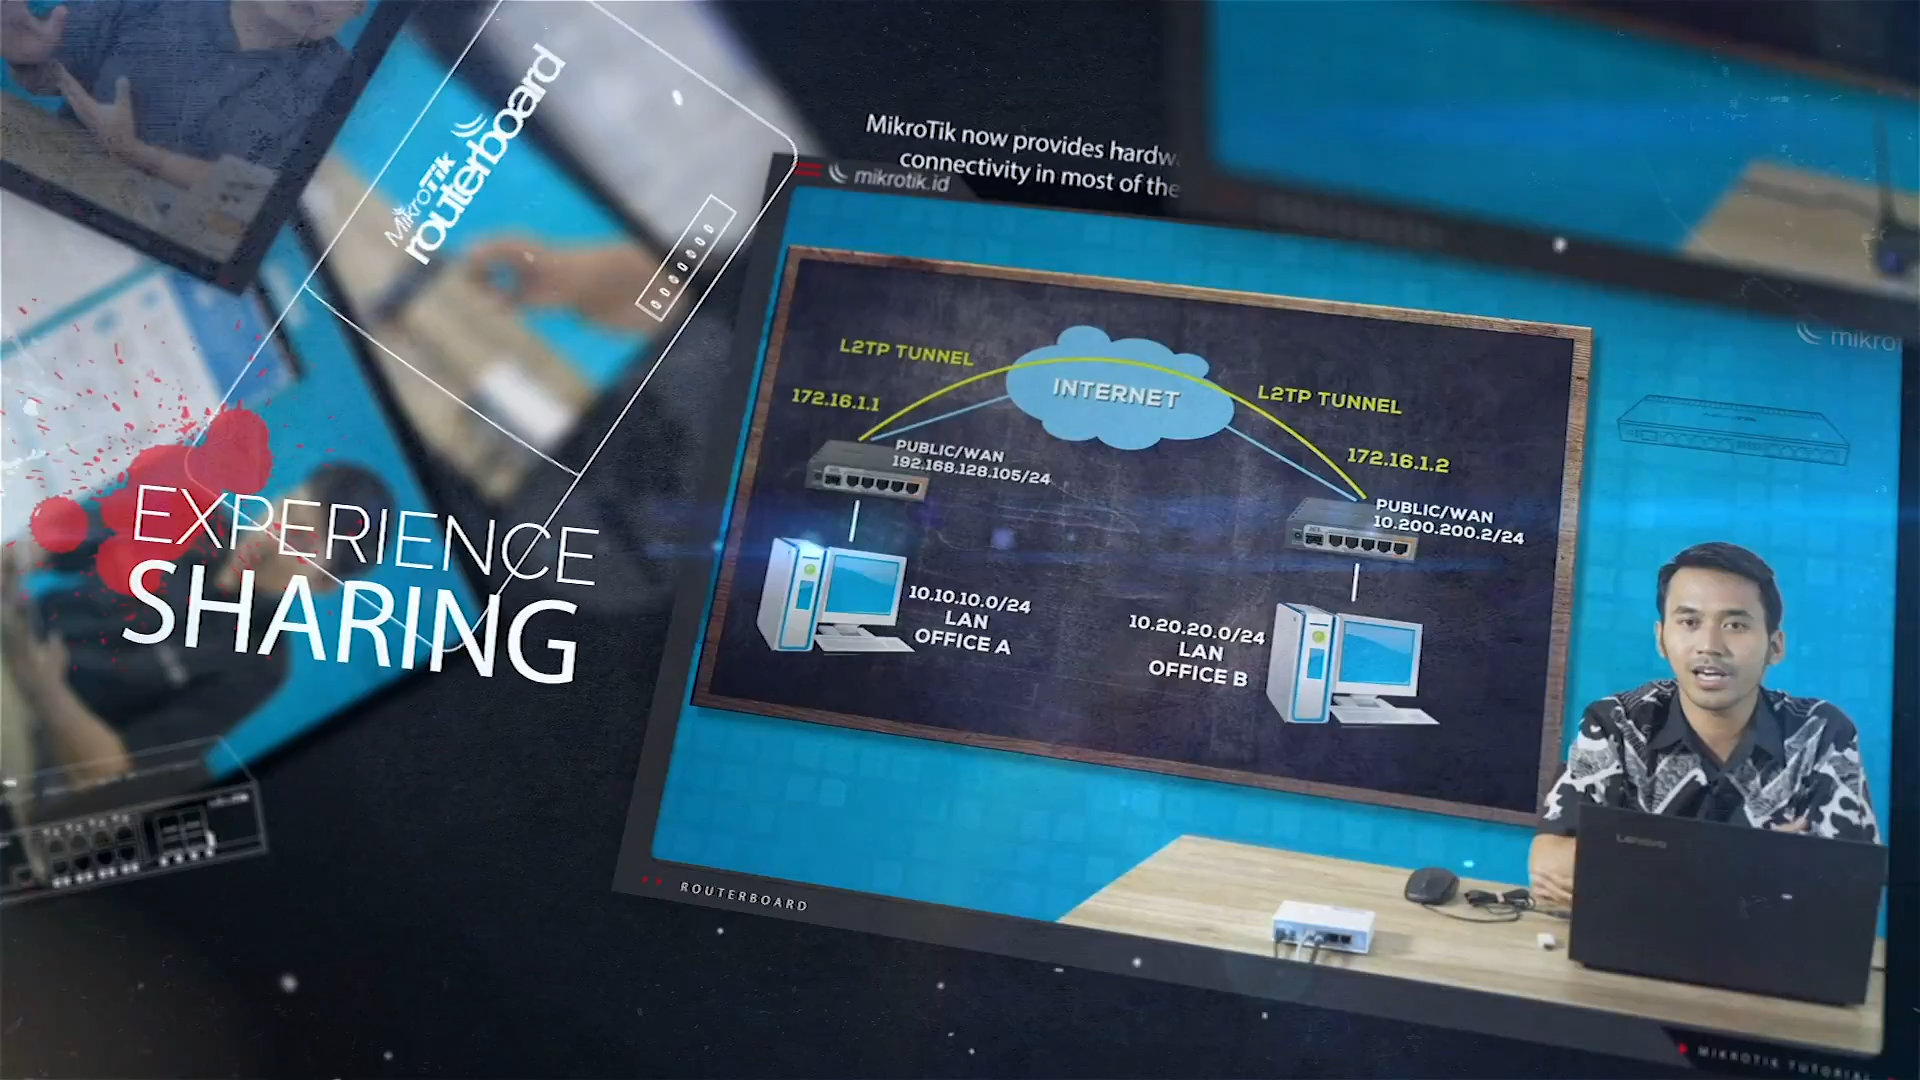 MikroTik
routerboard
EXPERIENCE
SHARING
MikroTik now provides
connectivity in most of the
mikrotik.id
L2TP TUNNEL
172.16.1.1
INTERNET
L2TP TUNNEL
172.16.1.2
PUBLIC/WAN
192.168.128.105/24
PUBLIC/WAN
10.200.200.2/24
10.10.10.0/24
LAN
OFFICE A
10.20.20.0/24
LAN
OFFICE B
Lenovo
ROUTERBOARD
MIKROTIK TUTORIAL